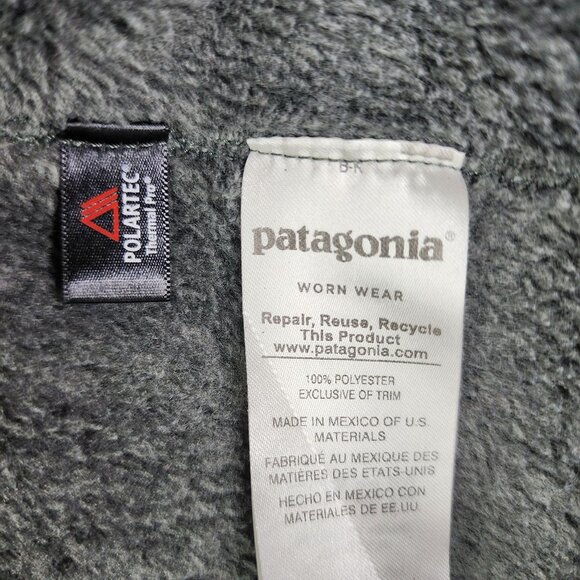 POLARTEC®
Thermal Pro®
B-K
patagonia®
WORN WEAR
Repair, Reuse, Recycle
This Product
www.patagonia.com
100% POLYESTER
EXCLUSIVE OF TRIM
MADE IN MEXICO OF U.S.
MATERIALS
FABRIQUÉ AU MEXIQUE DES
MATIÈRES DES ETATS-UNIS
HECHO EN MEXICO CON
MATERIALES DE EE.UU.